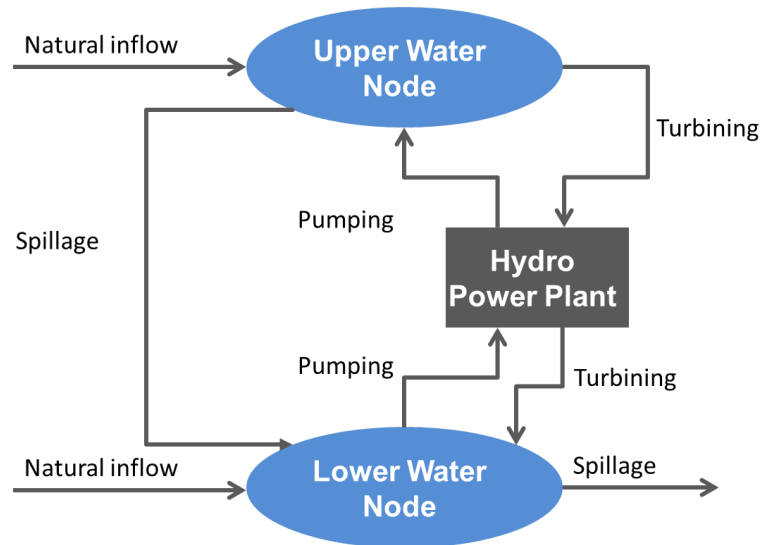 Natural inflow
Upper Water
Node
Turbining
Pumping
Spillage
Hydro
Power Plant
Pumping
Turbining
Natural inflow
Lower Water
Node
Spillage